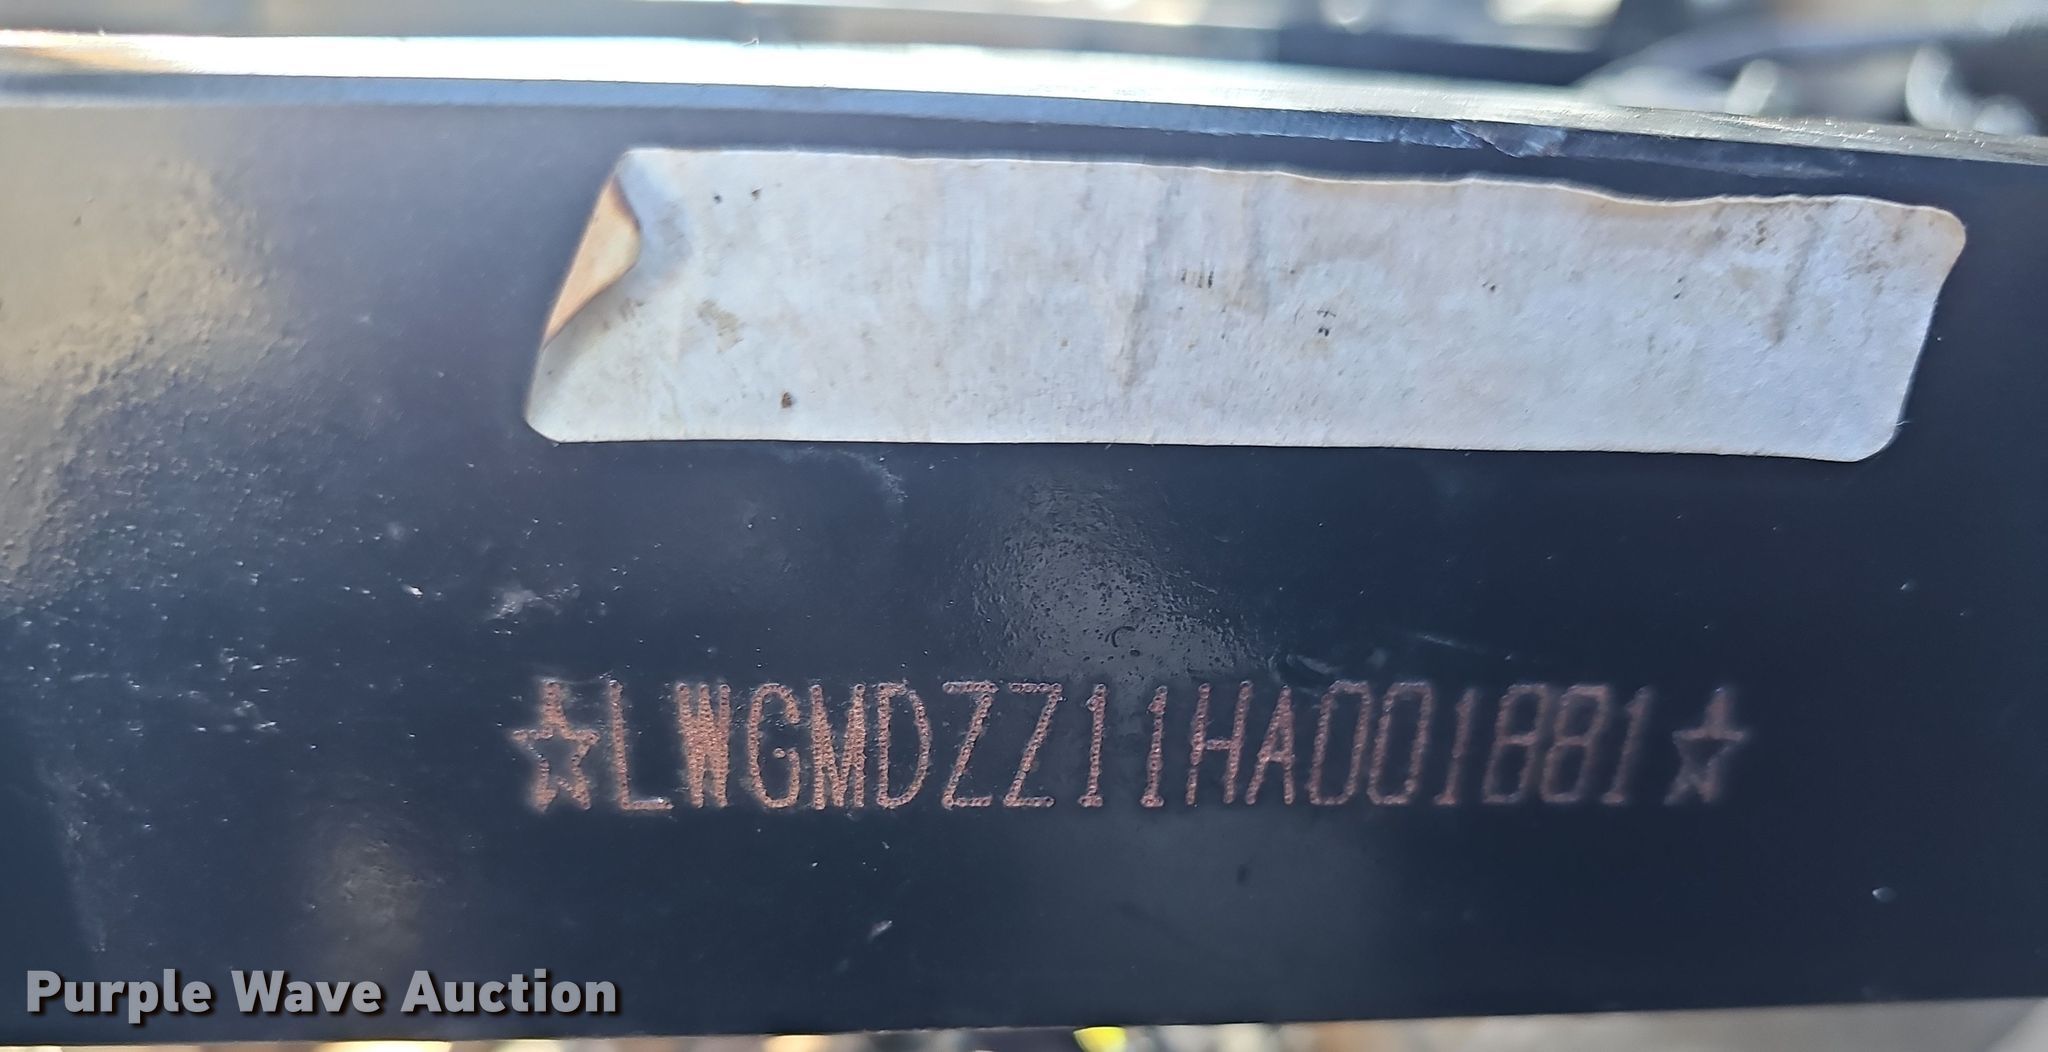 ☆LWGMDZZ11HA001881☆
Purple Wave Auction